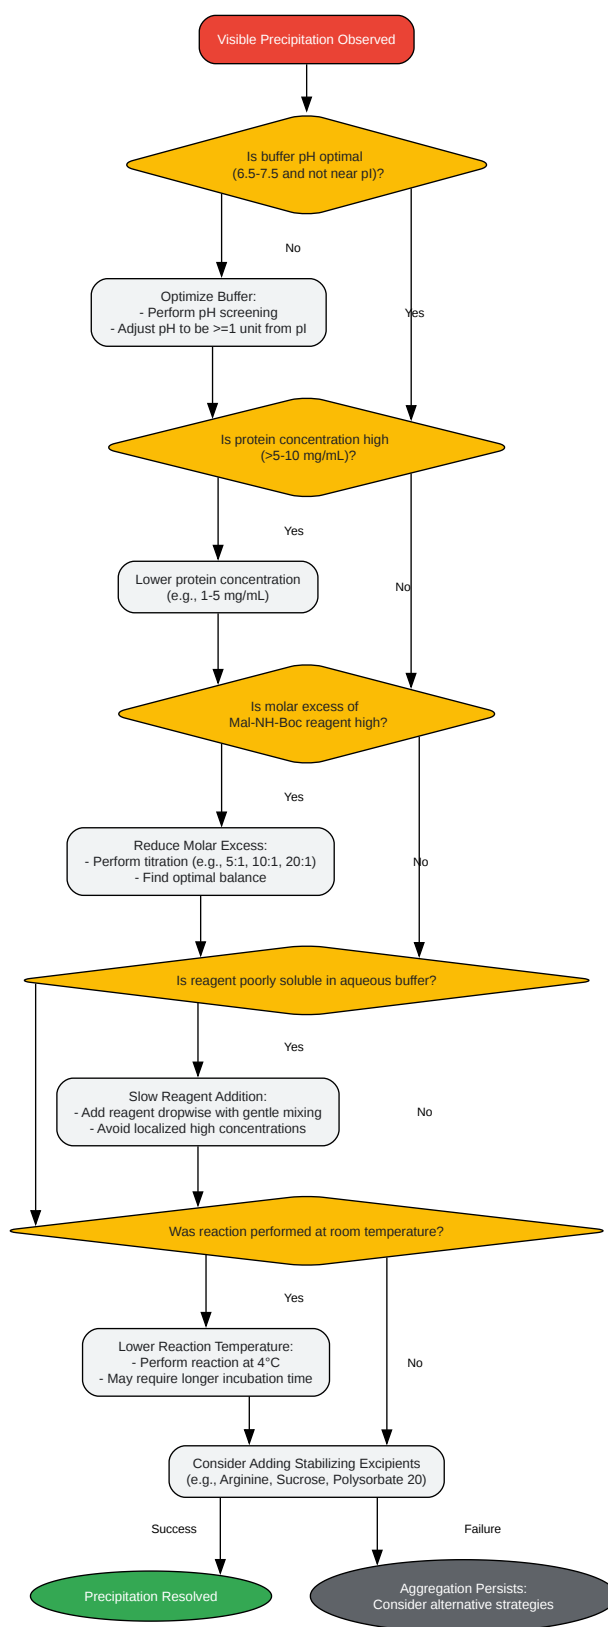 Visible Precipitation Observed
Is buffer pH optimal
(6.5-7.5 and not near pI)?
No
Optimize Buffer:
- Perform pH screening
- Adjust pH to be >=1 unit from pI
Yes
Is protein concentration high
(>5-10 mg/mL)?
Yes
Lower protein concentration
(e.g., 1-5 mg/mL)
No
Is molar excess of
Mal-NH-Boc reagent high?
Yes
Reduce Molar Excess:
- Perform titration (e.g., 5:1, 10:1, 20:1)
- Find optimal balance
No
Is reagent poorly soluble in aqueous buffer?
Yes
Slow Reagent Addition:
- Add reagent dropwise with gentle mixing
- Avoid localized high concentrations
No
Was reaction performed at room temperature?
Yes
Lower Reaction Temperature:
- Perform reaction at 4°C
- May require longer incubation time
No
Consider Adding Stabilizing Excipients
(e.g., Arginine, Sucrose, Polysorbate 20)
Success
Failure
Precipitation Resolved
Aggregation Persists:
Consider alternative strategies